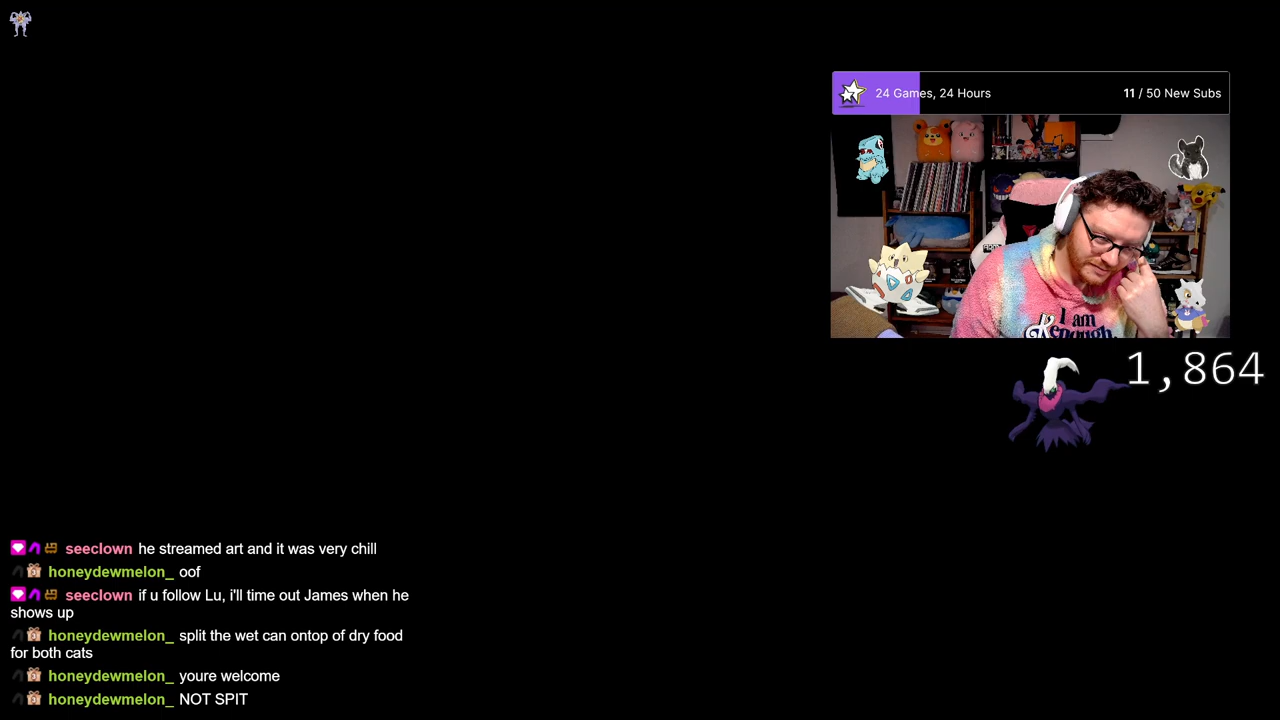 24 Games, 24 Hours
11 / 50 New Subs
I am
Kenough
1,864
seeclown he streamed art and it was very chill
honeydewmelon_ oof
seeclown if u follow Lu, i'll time out James when he
shows up
honeydewmelon_ split the wet can ontop of dry food
for both cats
honeydewmelon_ youre welcome
honeydewmelon_ NOT SPIT